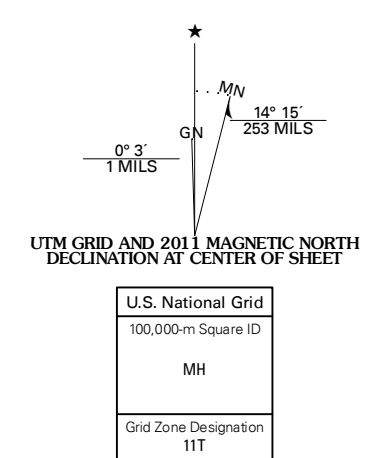 ★
MN
14° 15´
253 MILS
GN
0° 3´
1 MILS
UTM GRID AND 2011 MAGNETIC NORTH
DECLINATION AT CENTER OF SHEET
U.S. National Grid
100,000-m Square ID
MH
Grid Zone Designation
11T